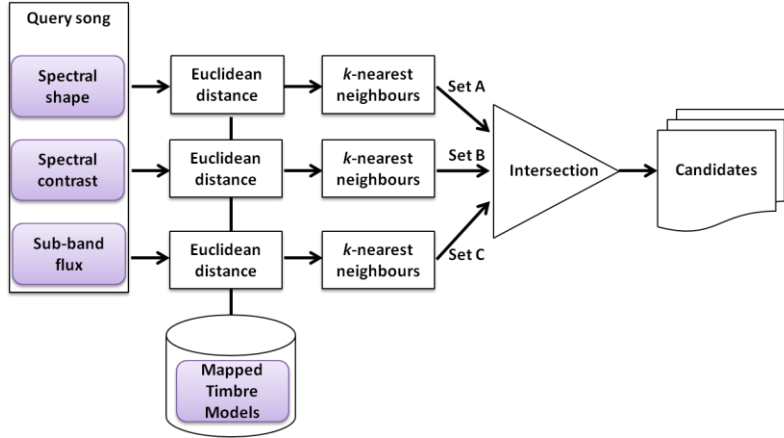 Query song
Spectral
shape
Euclidean
distance
k-nearest
neighbours
Set A
Spectral
contrast
Euclidean
distance
k-nearest
neighbours
Set B
Intersection
Candidates
Sub-band
flux
Euclidean
distance
k-nearest
neighbours
Set C
Mapped
Timbre
Models